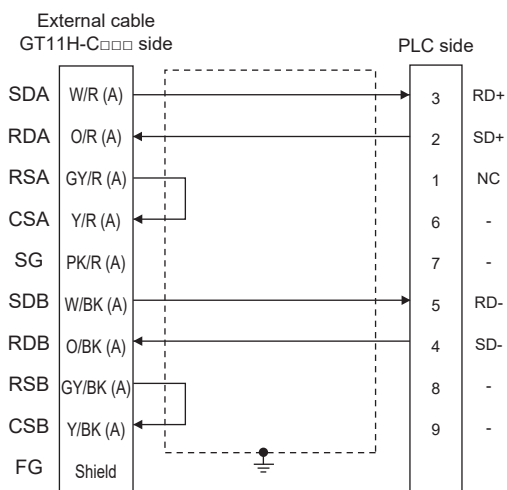 External cable
GT11H-C□□□ side
PLC side
SDA W/R (A) 3 RD+
RDA O/R (A) 2 SD+
RSA GY/R (A) 1 NC
CSA Y/R (A) 6 -
SG PK/R (A) 7 -
SDB W/BK (A) 5 RD-
RDB O/BK (A) 4 SD-
RSB GY/BK (A) 8 -
CSB Y/BK (A) 9 -
FG Shield